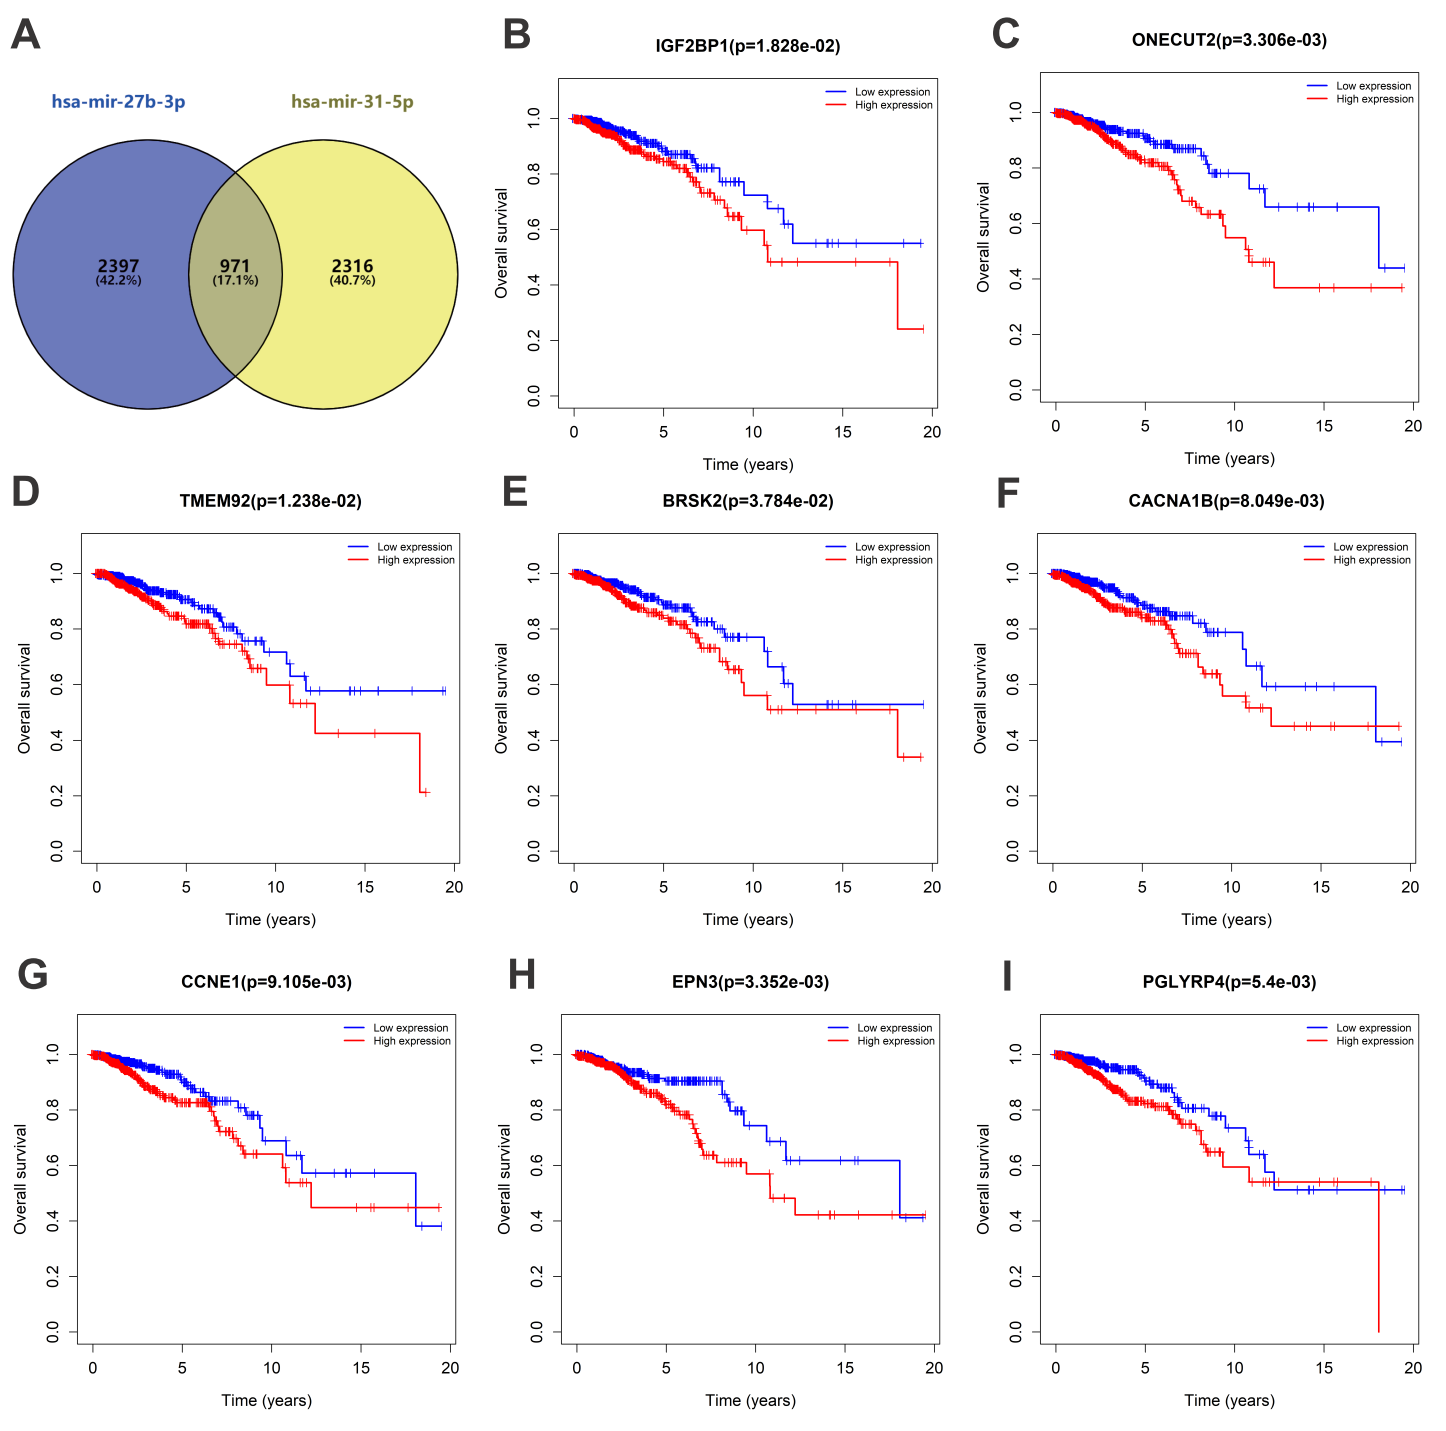 A
hsa-mir-27b-3p
hsa-mir-31-5p
2397
(42.2%)
971
(17.1%)
2316
(40.7%)
B
IGF2BP1(p=1.828e-02)
Low expression
High expression
Overall survival
0.0 0.2 0.4 0.6 0.8 1.0
0 5 10 15 20
Time (years)
C
ONECUT2(p=3.306e-03)
Low expression
High expression
Overall survival
0.0 0.2 0.4 0.6 0.8 1.0
0 5 10 15 20
Time (years)
D
TMEM92(p=1.238e-02)
Low expression
High expression
Overall survival
0.0 0.2 0.4 0.6 0.8 1.0
0 5 10 15 20
Time (years)
E
BRSK2(p=3.784e-02)
Low expression
High expression
Overall survival
0.0 0.2 0.4 0.6 0.8 1.0
0 5 10 15 20
Time (years)
F
CACNA1B(p=8.049e-03)
Low expression
High expression
Overall survival
0.0 0.2 0.4 0.6 0.8 1.0
0 5 10 15 20
Time (years)
G
CCNE1(p=9.105e-03)
Low expression
High expression
Overall survival
0.0 0.2 0.4 0.6 0.8 1.0
0 5 10 15 20
Time (years)
H
EPN3(p=3.352e-03)
Low expression
High expression
Overall survival
0.0 0.2 0.4 0.6 0.8 1.0
0 5 10 15 20
Time (years)
I
PGLYRP4(p=5.4e-03)
Low expression
High expression
Overall survival
0.0 0.2 0.4 0.6 0.8 1.0
0 5 10 15 20
Time (years)